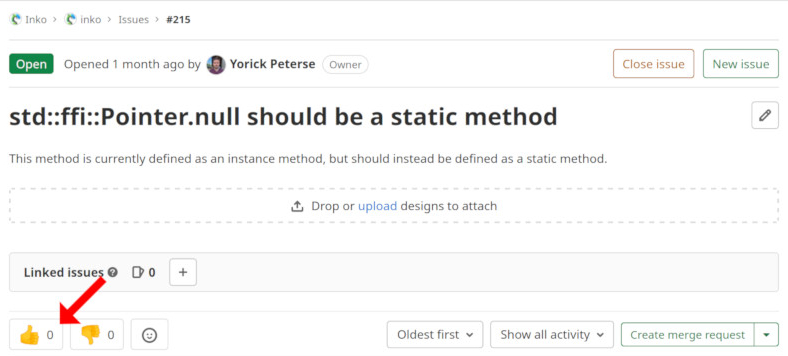 Inko > inko > Issues > #215
Open Opened 1 month ago by Yorick Peterse Owner Close issue New issue
std::ffi::Pointer.null should be a static method
This method is currently defined as an instance method, but should instead be defined as a static method.
Drop or upload designs to attach
Linked issues ? 0 +
0 0 Oldest first Show all activity Create merge request